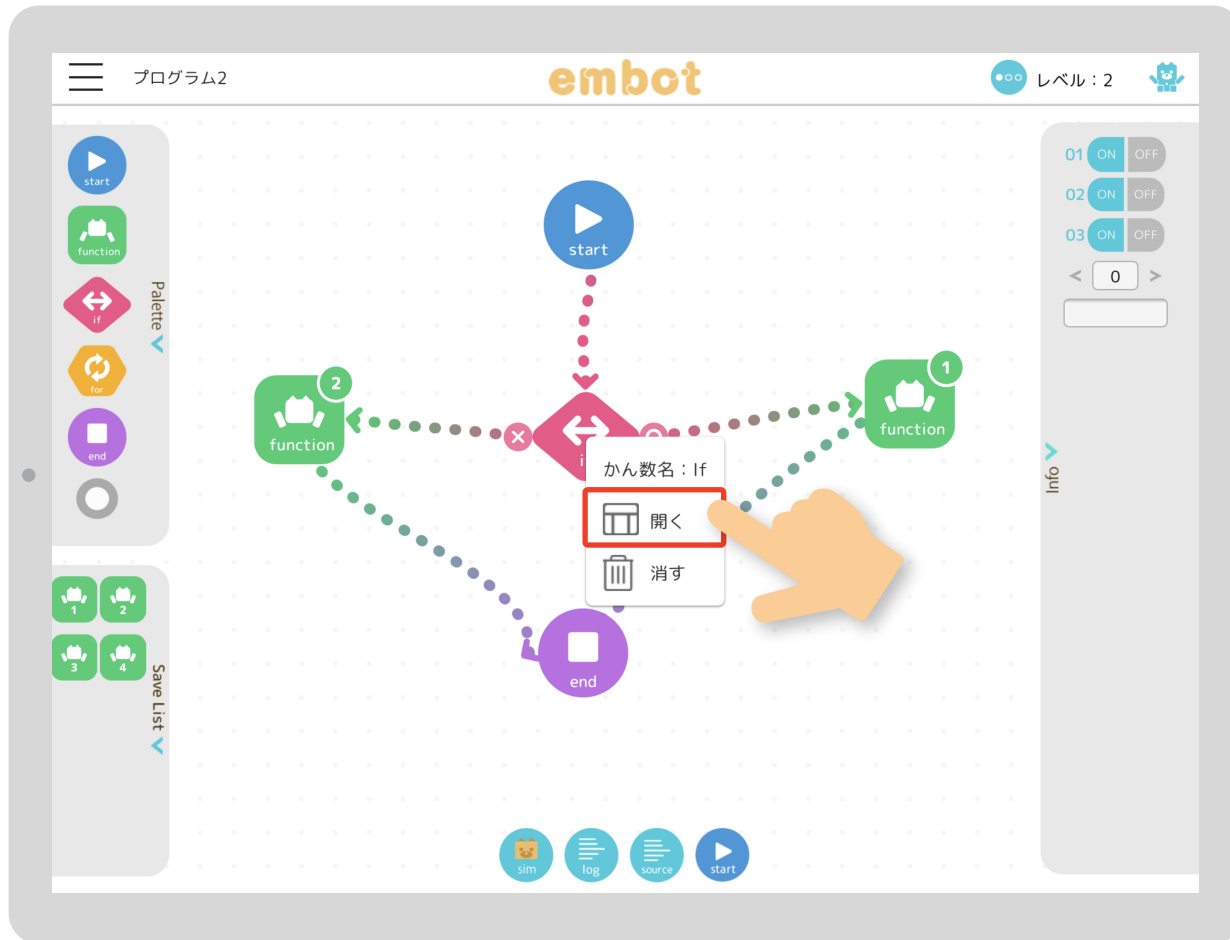 プログラム2
embot
レベル：2
start
function
if
for
end
Palette
1
2
3
4
Save List
start
2
function
1
function
i
かん数名：If
開く
消す
end
01 ON OFF
02 ON OFF
03 ON OFF
< 0 >
Info
sim
log
source
start